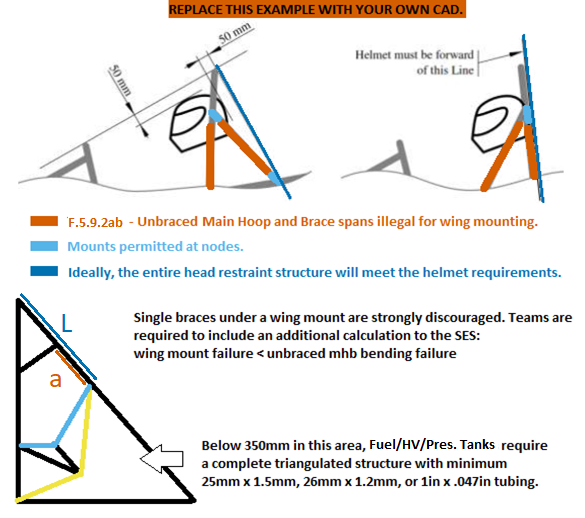 REPLACE THIS EXAMPLE WITH YOUR OWN CAD.
50 mm
50 mm
Helmet must be forward
of this Line
F.5.9.2ab - Unbraced Main Hoop and Brace spans illegal for wing mounting.
Mounts permitted at nodes.
Ideally, the entire head restraint structure will meet the helmet requirements.
L
a
Single braces under a wing mount are strongly discouraged. Teams are
required to include an additional calculation to the SES:
wing mount failure < unbraced mhb bending failure
Below 350mm in this area, Fuel/HV/Pres. Tanks require
a complete triangulated structure with minimum
25mm x 1.5mm, 26mm x 1.2mm, or 1in x .047in tubing.